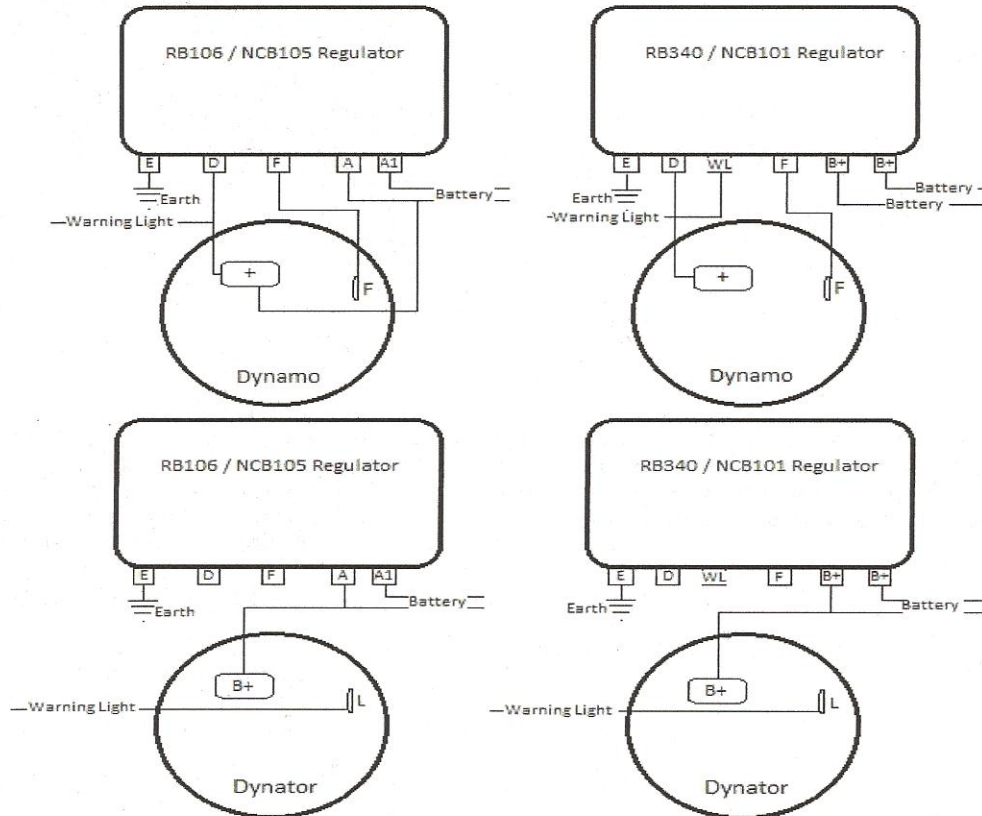 RB106 / NCB105 Regulator
E D F A A1
Earth
Battery
Warning Light
+
F
Dynamo
RB340 / NCB101 Regulator
E D WL F B+ B+
Earth
Battery
Battery
Warning Light
+
F
Dynamo
RB106 / NCB105 Regulator
E D F A A1
Earth
Battery
B+
L
Warning Light
Dynator
RB340 / NCB101 Regulator
E D WL F B+ B+
Earth
Battery
B+
L
Warning Light
Dynator